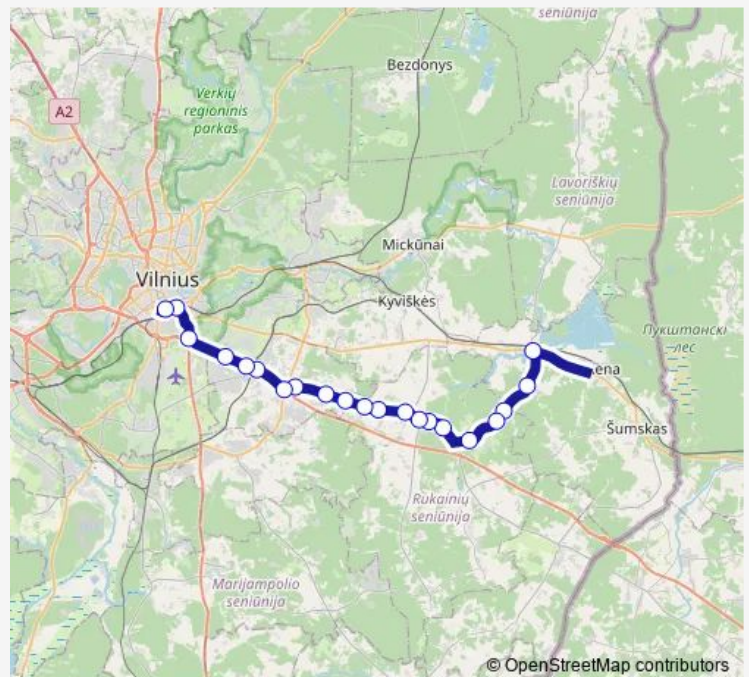 seniūnija
Bezdonys
A2
Verkių
regioninis
parkas
Lavoriškių
seniūnija
Mickūnai
Vilnius
Kyviškės
Пукштанскі
лес
ena
Šumskas
Rukainių
seniūnija
Marijampolio
seniūnija
© OpenStreetMap contributors